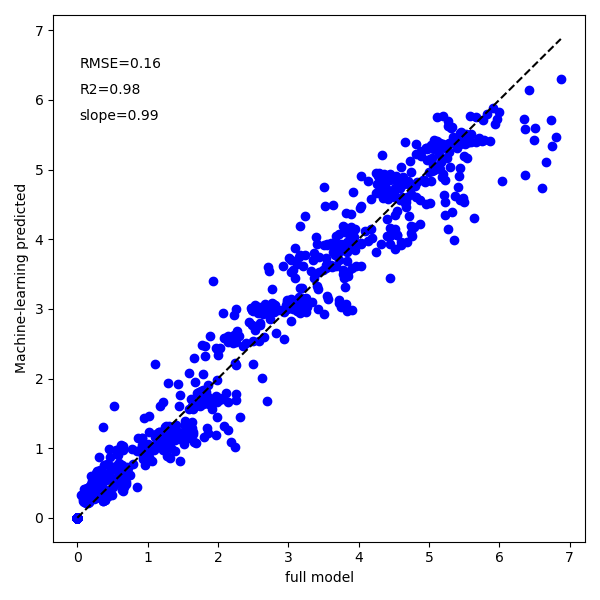 RMSE=0.16
R2=0.98
slope=0.99
Machine-learning predicted
7
6
5
4
3
2
1
0
0 1 2 3 4 5 6 7
full model